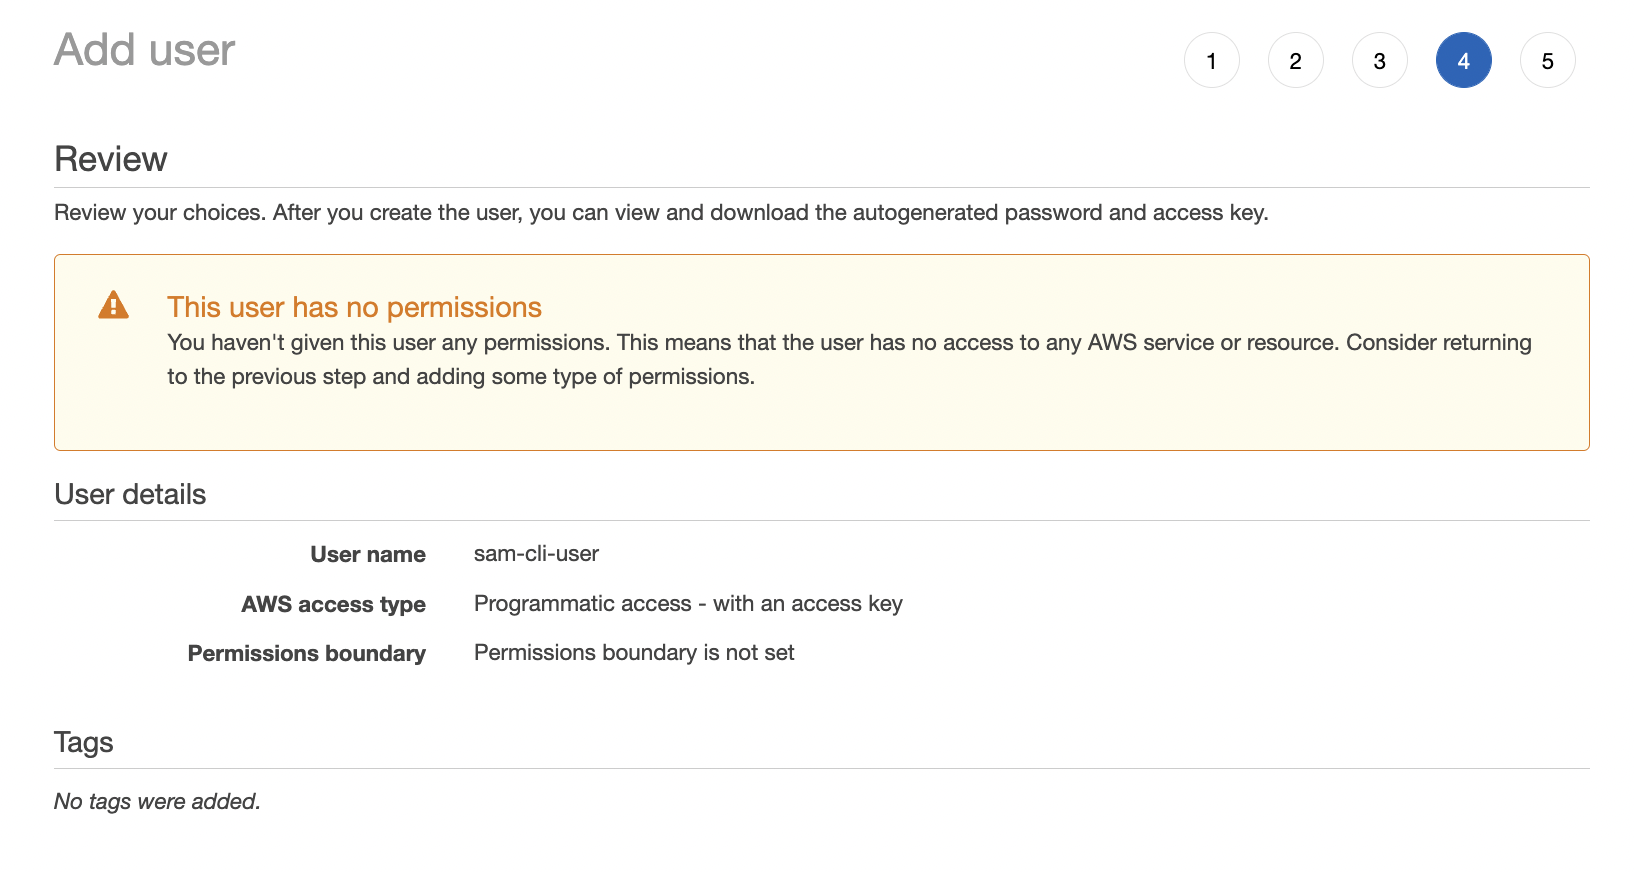 Add user
1 2 3 4 5
Review
Review your choices. After you create the user, you can view and download the autogenerated password and access key.
This user has no permissions
You haven't given this user any permissions. This means that the user has no access to any AWS service or resource. Consider returning
to the previous step and adding some type of permissions.
User details
User name sam-cli-user
AWS access type Programmatic access - with an access key
Permissions boundary Permissions boundary is not set
Tags
No tags were added.